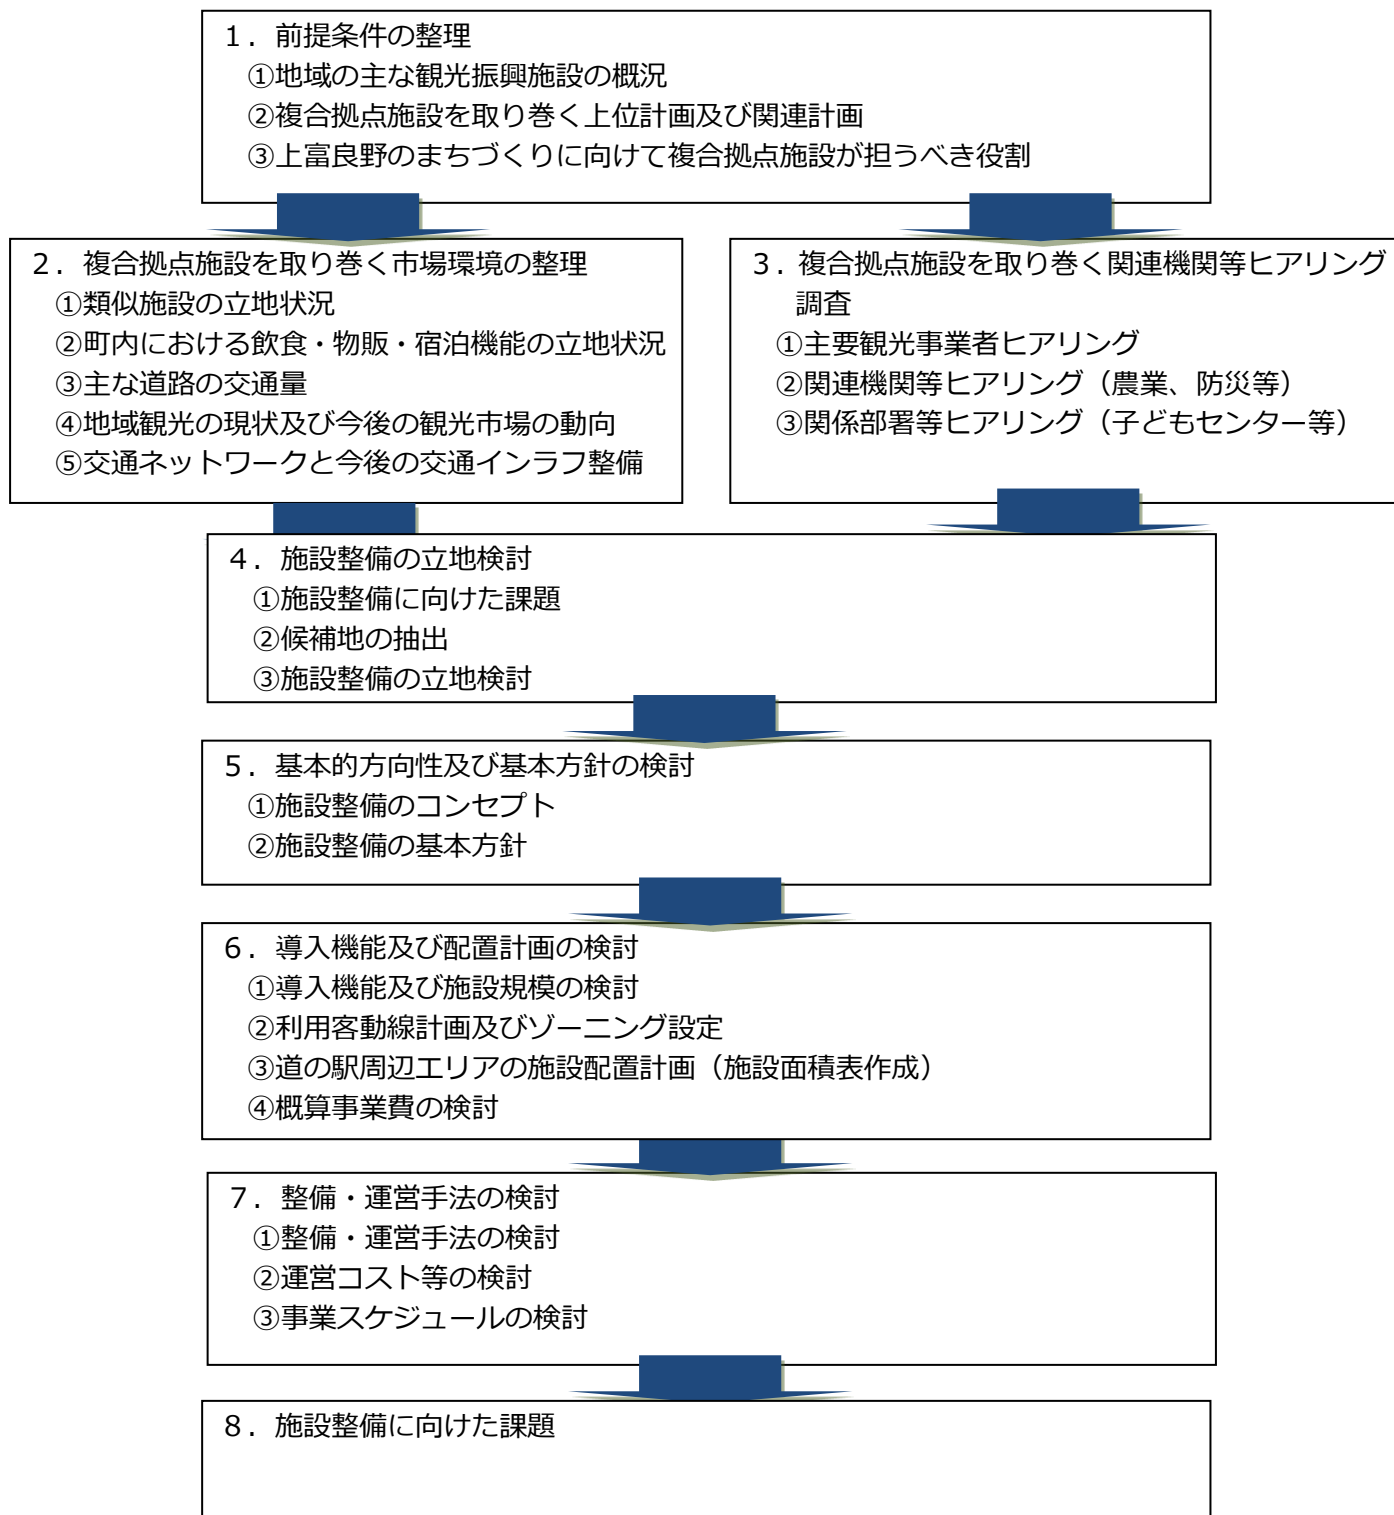 １．前提条件の整理
①地域の主な観光振興施設の概況
②複合拠点施設を取り巻く上位計画及び関連計画
③上富良野のまちづくりに向けて複合拠点施設が担うべき役割
２．複合拠点施設を取り巻く市場環境の整理
①類似施設の立地状況
②町内における飲食・物販・宿泊機能の立地状況
③主な道路の交通量
④地域観光の現状及び今後の観光市場の動向
⑤交通ネットワークと今後の交通インラフ整備
３．複合拠点施設を取り巻く関連機関等ヒアリング
調査
①主要観光事業者ヒアリング
②関連機関等ヒアリング（農業、防災等）
③関係部署等ヒアリング（子どもセンター等）
４．施設整備の立地検討
①施設整備に向けた課題
②候補地の抽出
③施設整備の立地検討
５．基本的方向性及び基本方針の検討
①施設整備のコンセプト
②施設整備の基本方針
６．導入機能及び配置計画の検討
①導入機能及び施設規模の検討
②利用客動線計画及びゾーニング設定
③道の駅周辺エリアの施設配置計画（施設面積表作成）
④概算事業費の検討
７．整備・運営手法の検討
①整備・運営手法の検討
②運営コスト等の検討
③事業スケジュールの検討
８．施設整備に向けた課題